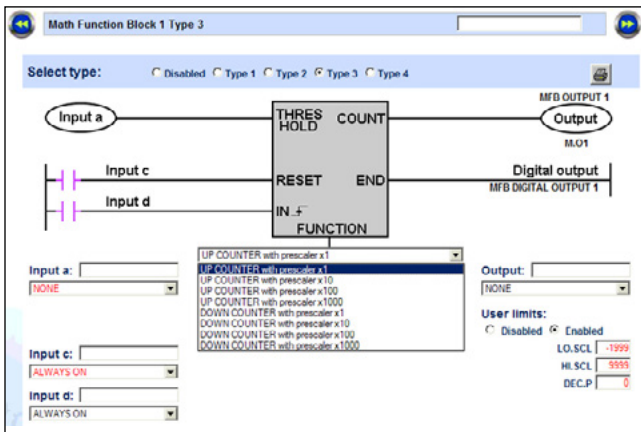 Math Function Block 1 Type 3
Select type: Disabled Type 1 Type 2 Type 3 Type 4
MFB OUTPUT 1
Input a
THRES HOLD
COUNT
Output
M.O1
Input c
RESET
END
Digital output
MFB DIGITAL OUTPUT 1
Input d
IN
FUNCTION
UP COUNTER with prescaler x1
UP COUNTER with prescaler x1
UP COUNTER with prescaler x10
UP COUNTER with prescaler x100
UP COUNTER with prescaler x1000
DOWN COUNTER with prescaler x1
DOWN COUNTER with prescaler x10
DOWN COUNTER with prescaler x100
DOWN COUNTER with prescaler x1000
Input a:
NONE
Output:
NONE
User limits:
Disabled Enabled
LO.SCL -1999
HI.SCL 9999
DEC.P 0
Input c:
ALWAYS ON
Input d:
ALWAYS ON